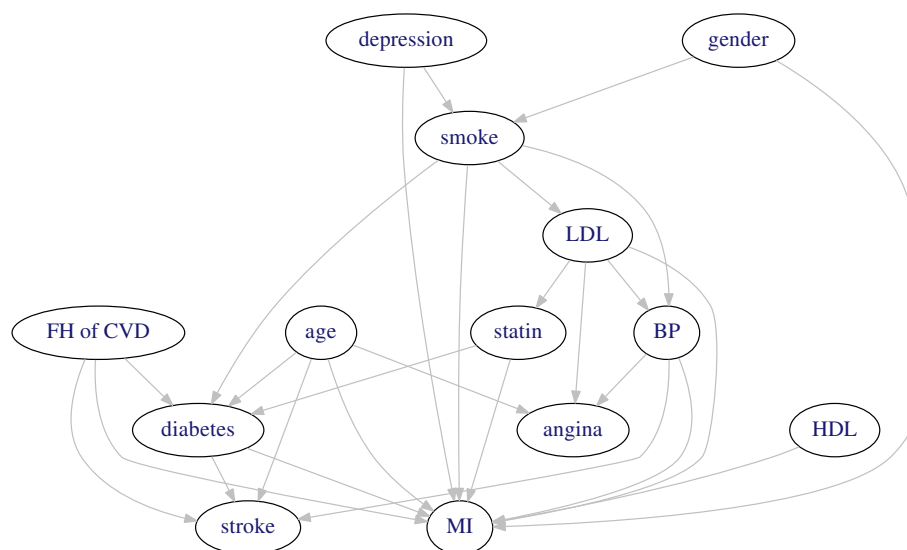 depression
gender
smoke
LDL
FH of CVD
age
statin
BP
diabetes
angina
HDL
stroke
MI